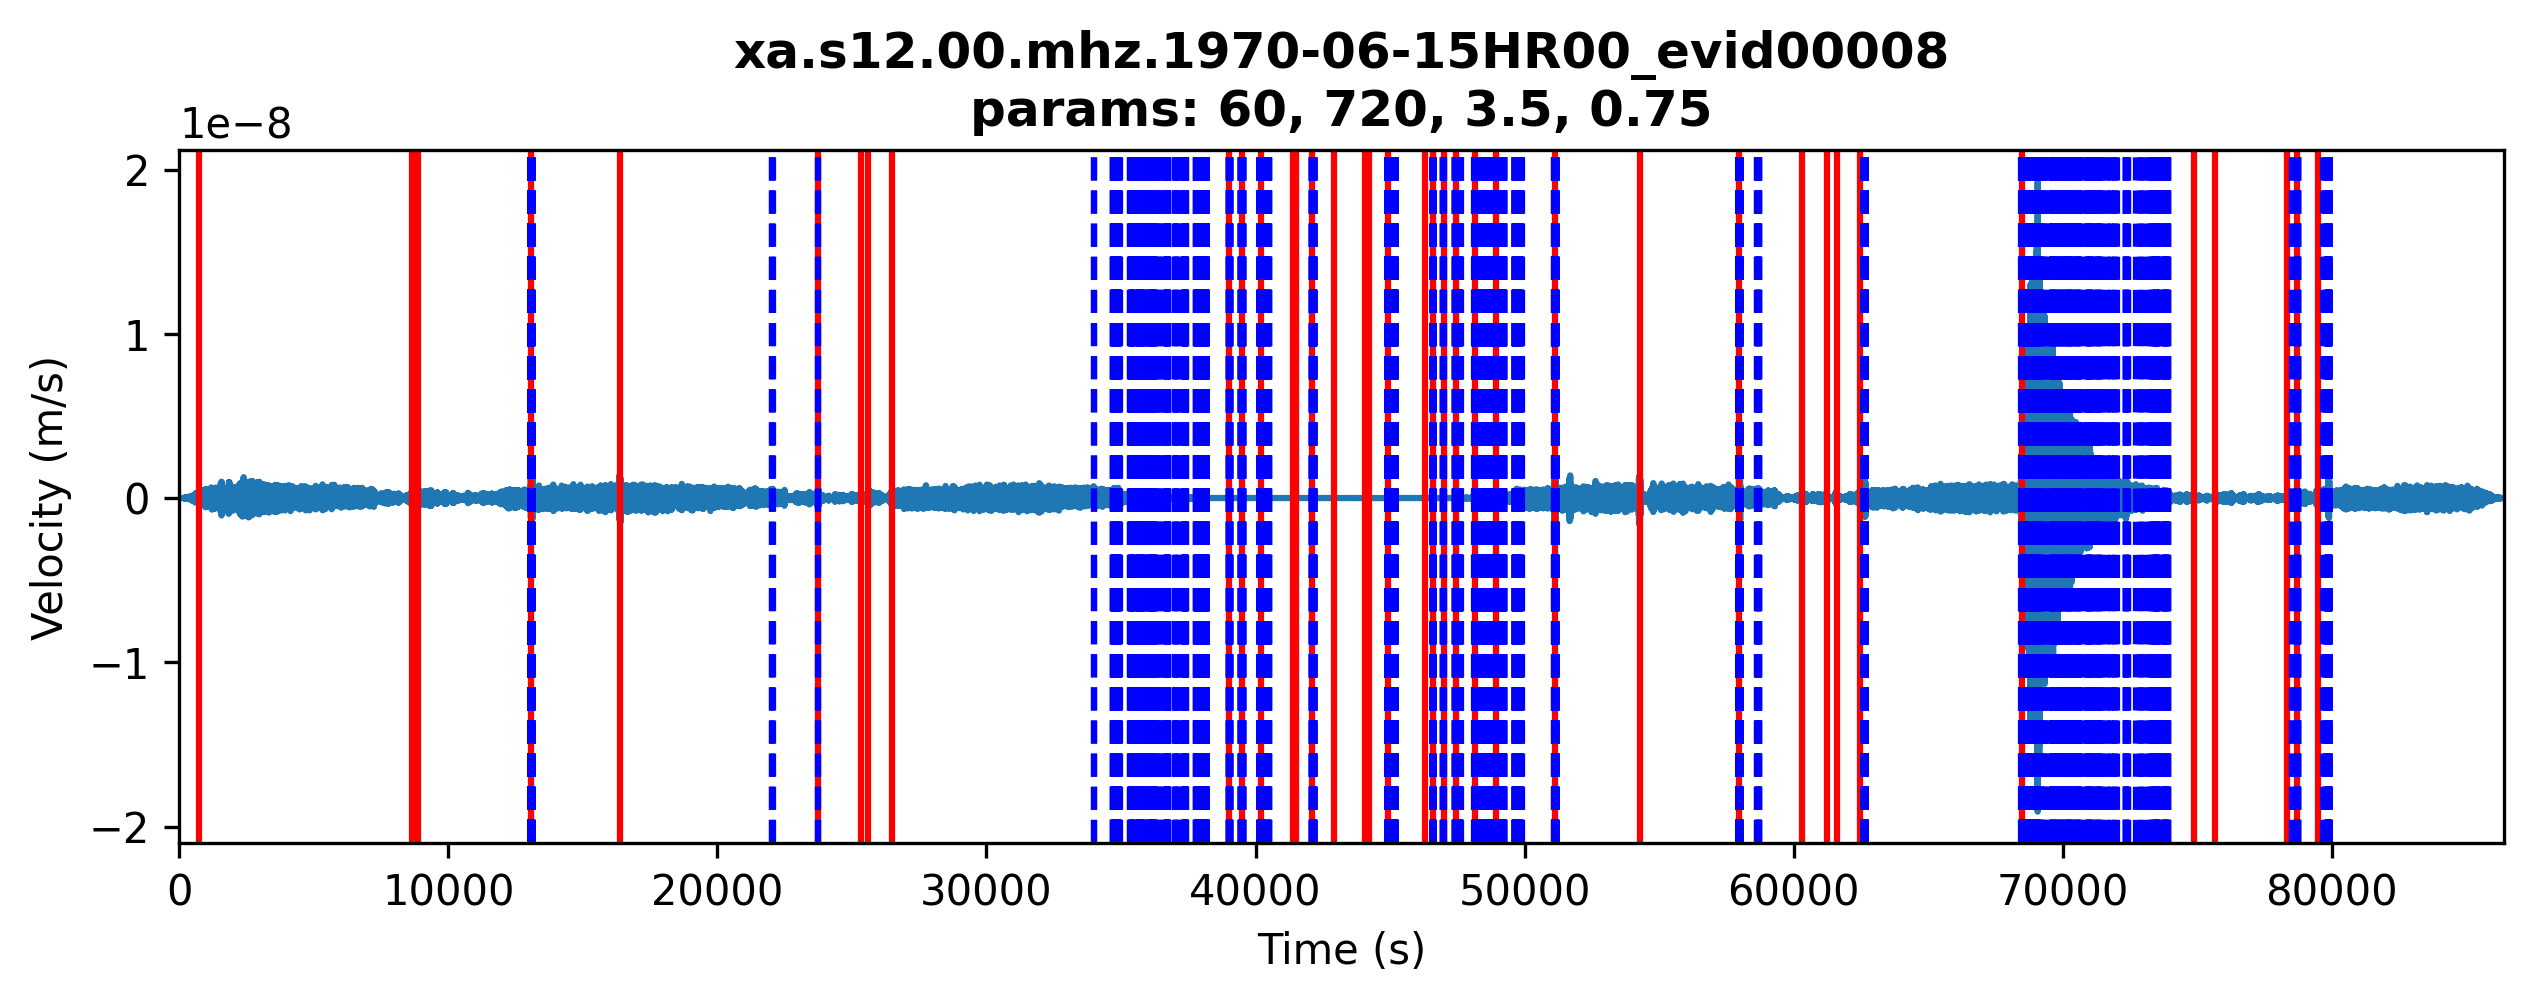 xa.s12.00.mhz.1970-06-15HR00_evid00008
params: 60, 720, 3.5, 0.75
1e−8
2
1
0
−1
−2
Velocity (m/s)
0 10000 20000 30000 40000 50000 60000 70000 80000
Time (s)